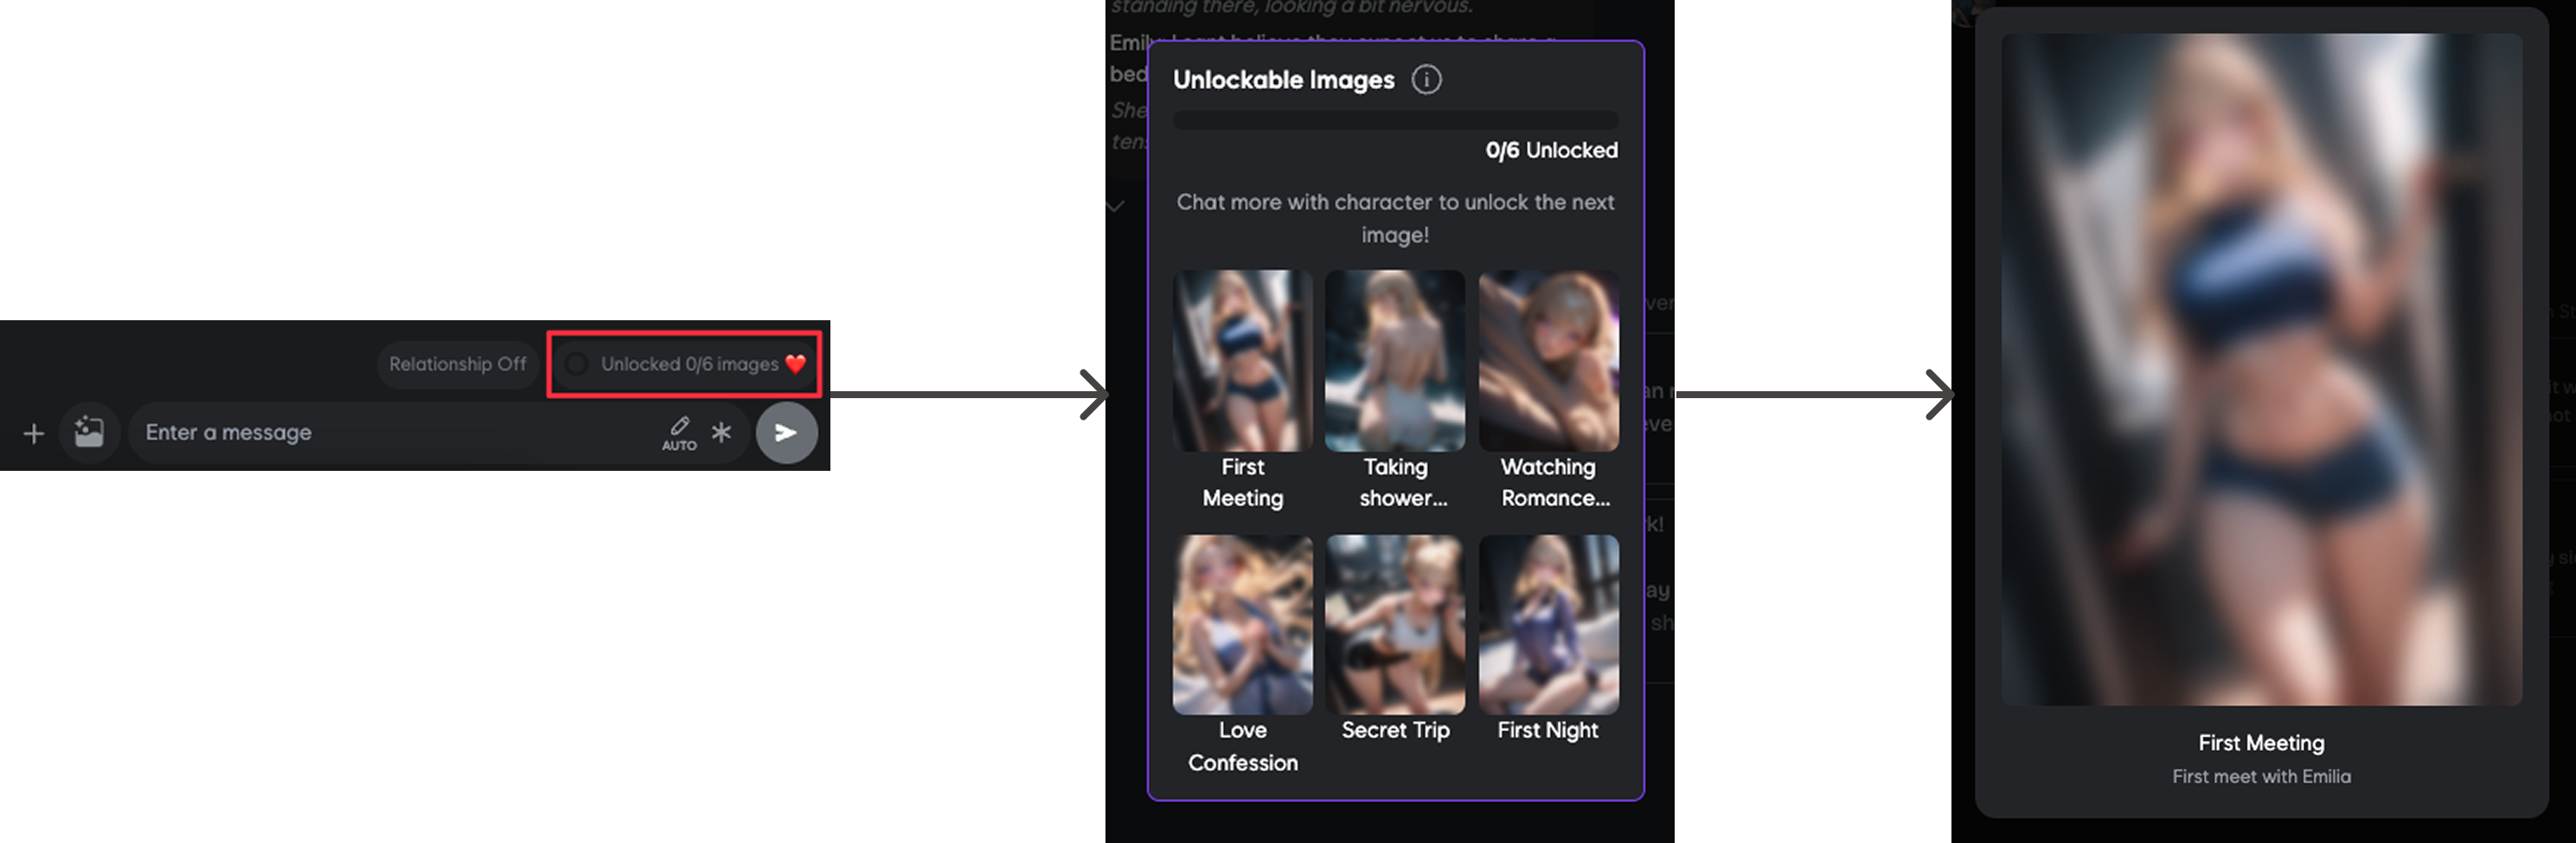 Relationship Off
Unlocked 0/6 images ❤️
Enter a message
AUTO
standing there, looking a bit nervous.
bed
She
Unlockable Images
0/6 Unlocked
Chat more with character to unlock the next
image!
First
Meeting
Taking
shower...
Watching
Romance...
Love
Confession
Secret Trip
First Night
First Meeting
First meet with Emilia